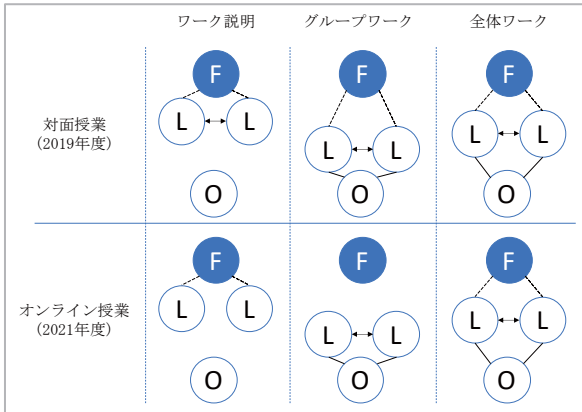 ワーク説明 グループワーク 全体ワーク
F F F
対面授業
(2019年度)
L L L L L L
O O O
F F F
オンライン授業
(2021年度)
L L L L L L
O O O